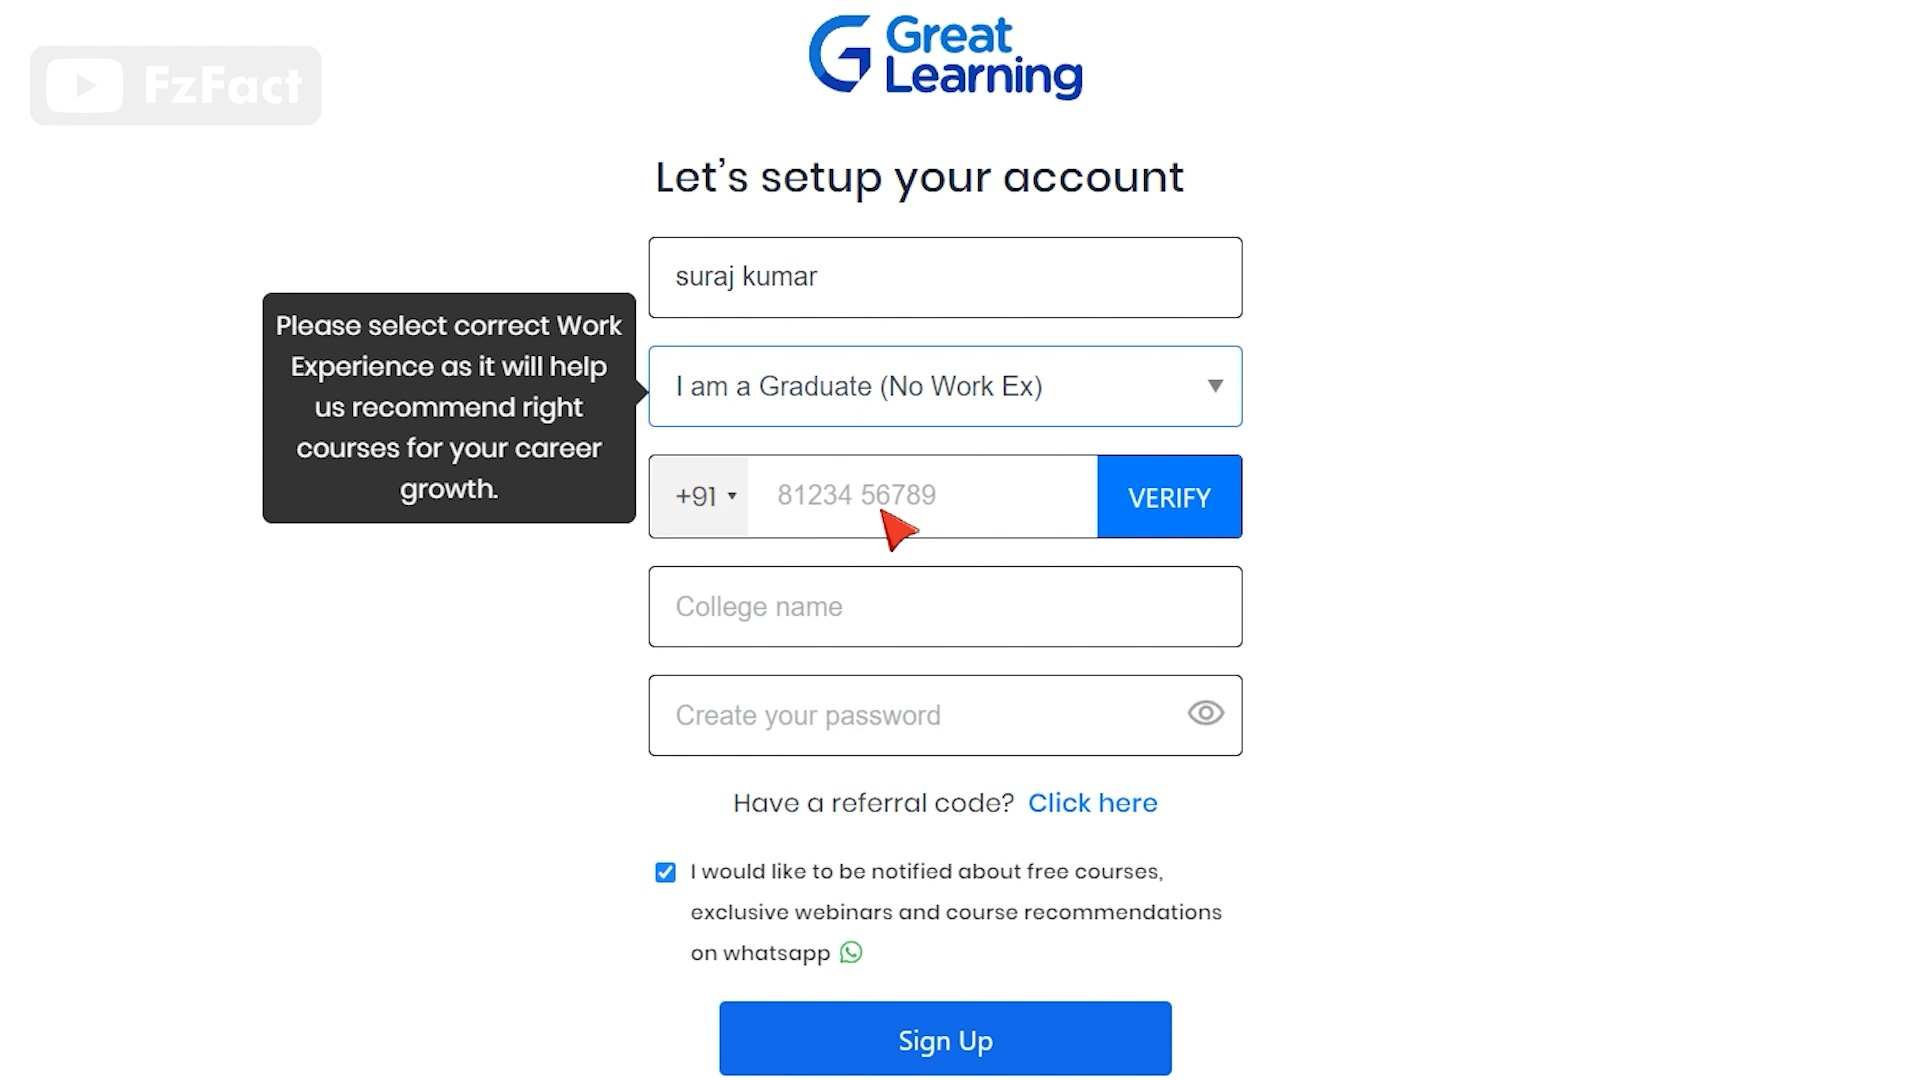 FzFact
Great
Learning
Let's setup your account
suraj kumar
Please select correct Work
Experience as it will help
us recommend right
courses for your career
growth.
I am a Graduate (No Work Ex)
+91
81234 56789
VERIFY
College name
Create your password
Have a referral code? Click here
I would like to be notified about free courses,
exclusive webinars and course recommendations
on whatsapp
Sign Up